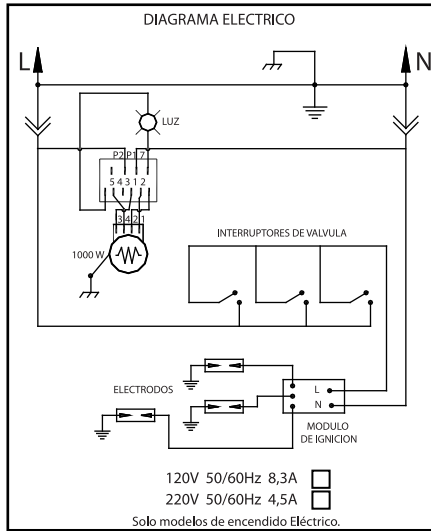 DIAGRAMA ELECTRICO
L
N
LUZ
P2 P1 7
5 4 3 1 2
3 4 2 1
1000 W
INTERRUPTORES DE VALVULA
ELECTRODOS
L
N
MODULO
DE IGNICION
120V 50/60Hz 8,3A
220V 50/60Hz 4,5A
Solo modelos de encendido Eléctrico.